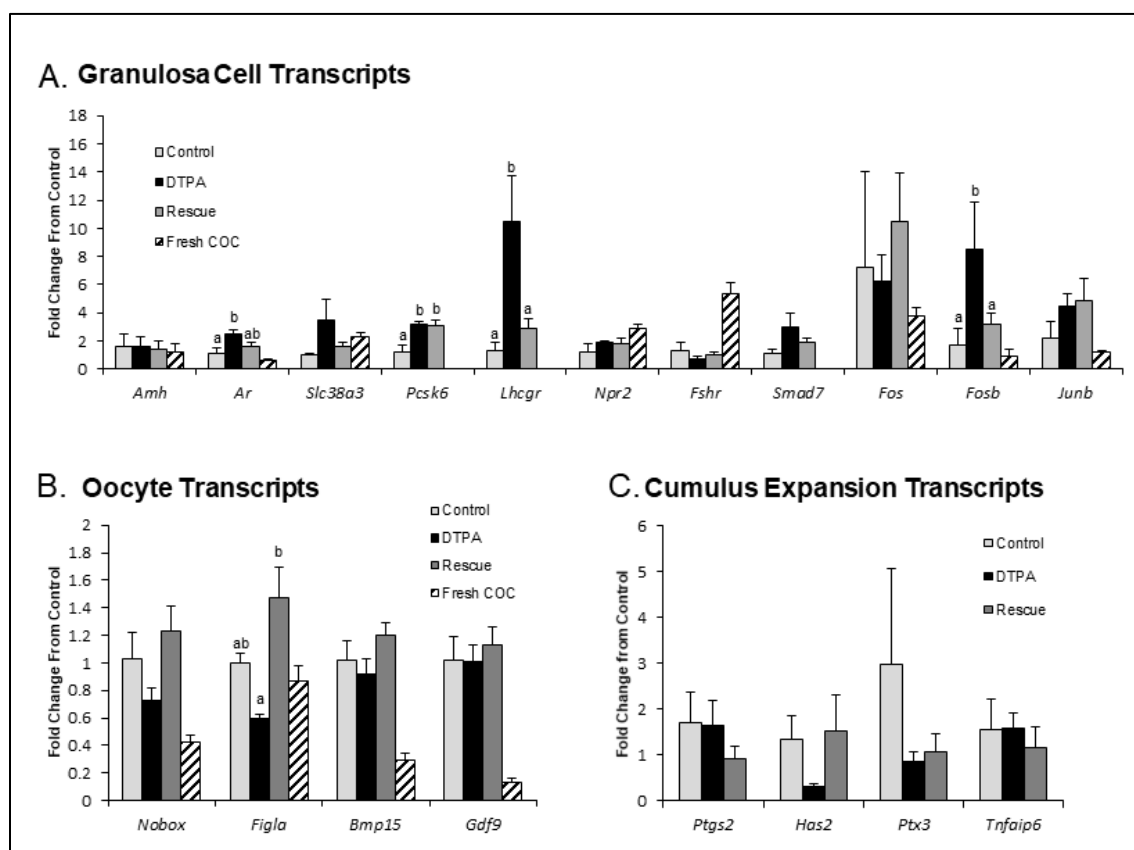 A. Granulosa Cell Transcripts
Fold Change From Control
18
16
14
12
10
8
6
4
2
0
Control
DTPA
Rescue
Fresh COC
a b ab
a b b
a b a
a b a
Amh Ar Slc38a3 Pcsk6 Lhcgr Npr2 Fshr Smad7 Fos Fosb Junb
B. Oocyte Transcripts
Fold Change From Control
2
1.8
1.6
1.4
1.2
1
0.8
0.6
0.4
0.2
0
Control
DTPA
Rescue
Fresh COC
ab a b
Nobox Figla Bmp15 Gdf9
C. Cumulus Expansion Transcripts
Fold Change from Control
6
5
4
3
2
1
0
Control
DTPA
Rescue
Ptgs2 Has2 Ptx3 Tnfaip6